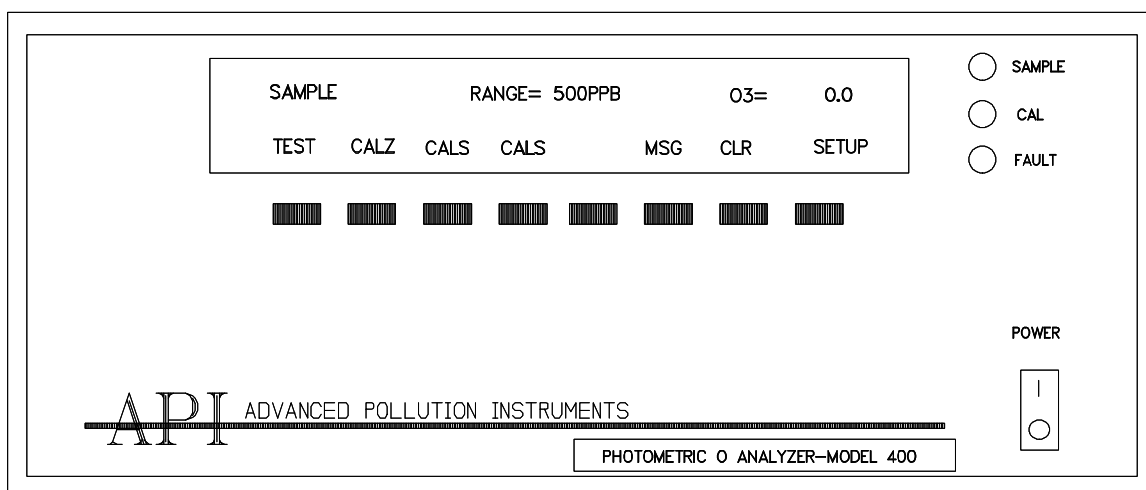 SAMPLE RANGE= 500PPB O3= 0.0
TEST CALZ CALS CALS MSG CLR SETUP
SAMPLE
CAL
FAULT
POWER
API ADVANCED POLLUTION INSTRUMENTS
PHOTOMETRIC O ANALYZER-MODEL 400